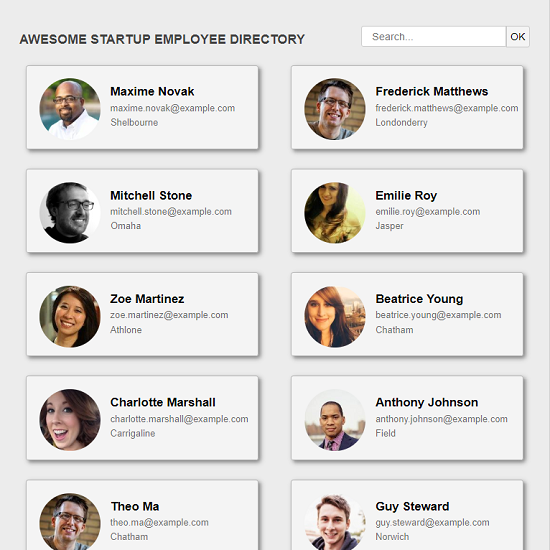 AWESOME STARTUP EMPLOYEE DIRECTORY
Search...
OK
Maxime Novak
maxime.novak@example.com
Shelbourne
Frederick Matthews
frederick.matthews@example.com
Londonderry
Mitchell Stone
mitchell.stone@example.com
Omaha
Emilie Roy
emilie.roy@example.com
Jasper
Zoe Martinez
zoe.martinez@example.com
Athlone
Beatrice Young
beatrice.young@example.com
Chatham
Charlotte Marshall
charlotte.marshall@example.com
Carrigaline
Anthony Johnson
anthony.johnson@example.com
Field
Theo Ma
theo.ma@example.com
Chatham
Guy Steward
guy.steward@example.com
Norwich